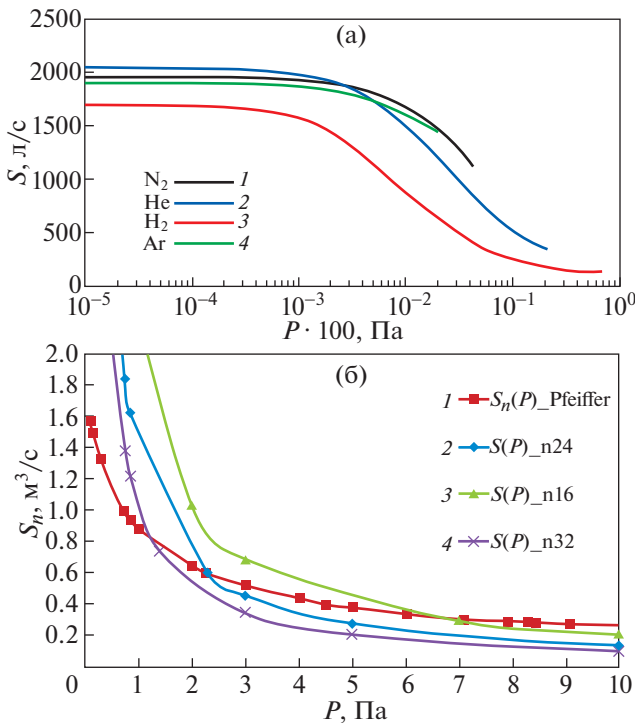 (а)
2500
2000
1500
1000
500
0
S, л/с
N₂ 1
He 2
H₂ 3
Ar 4
10⁻⁵ 10⁻⁴ 10⁻³ 10⁻² 10⁻¹ 10⁰
P · 100, Па
(б)
2.0
1.8
1.6
1.4
1.2
1.0
0.8
0.6
0.4
0.2
Sₙ, м³/с
1 Sₙ(P)_Pfeiffer
2 S(P)_n24
3 S(P)_n16
4 S(P)_n32
0 1 2 3 4 5 6 7 8 9 10
P, Па